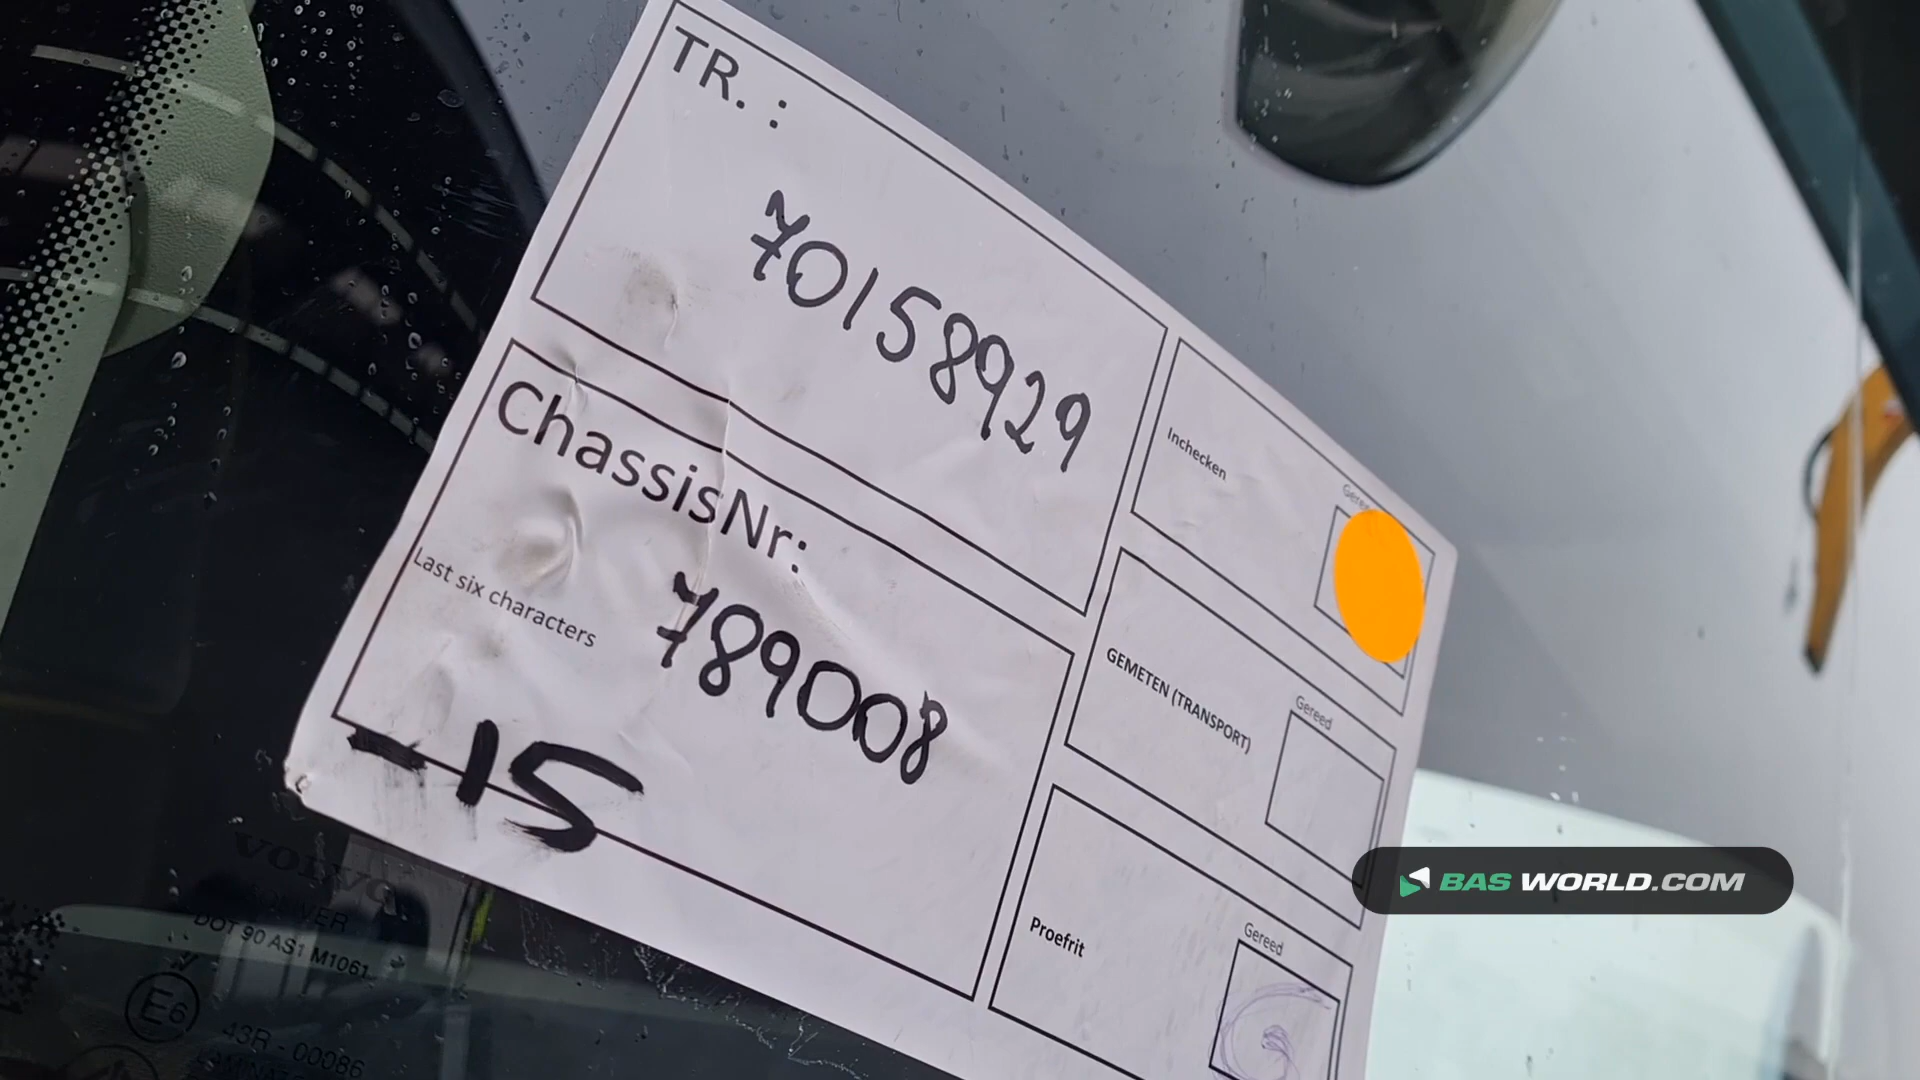 TR. :
70158929
ChassisNr:
Last six characters
789008
-15
Inchecken
GEMETEN (TRANSPORT)
Gereed
Proefrit
Gereed
VOLVO
DOT 90 AS1 M1061
E6
43R - 00086
BAS WORLD.COM